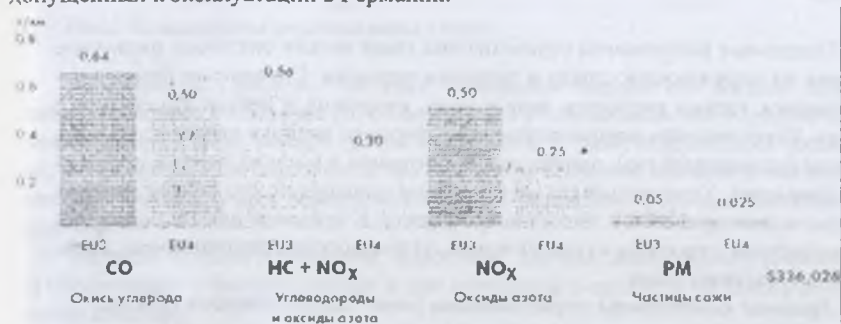 допущенных к эксплуатации в Германии.
г/км
0.8
0,64
0.6
0,56
0,50
0,50
0.4
0,30
0,25
0.2
0,05
0,025
EU3 EU4 EU3 EU4 EU3 EU4 EU3 EU4
CO HC + NOX NOX PM
S336_026
Окись углерода Углеводороды Оксиды азота Частицы сажи
и оксиды азота